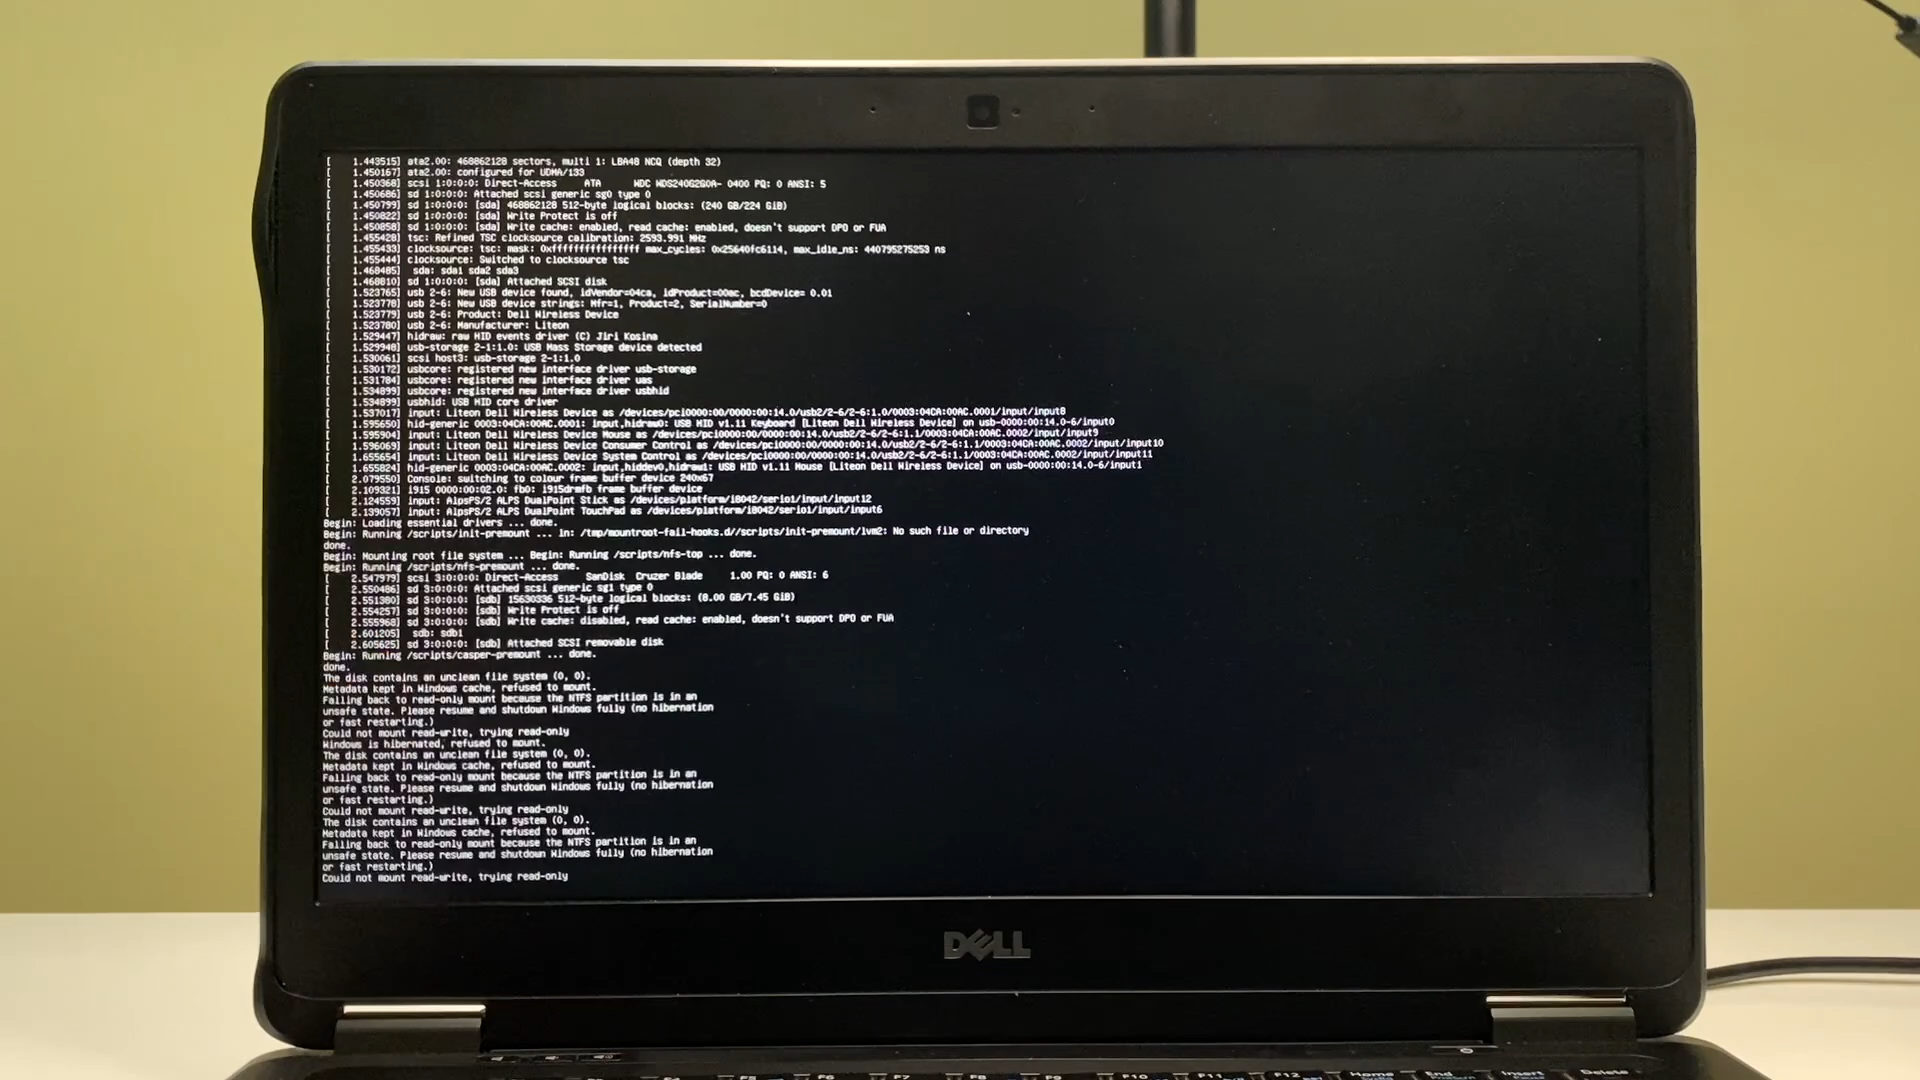 [    1.443515] ata2.00: 468862128 sectors, multi 1: LBA48 NCQ (depth 32)
[    1.450167] ata2.00: configured for UDMA/133
[    1.450368] scsi 1:0:0:0: Direct-Access     ATA      WDC WDS240G2G0A- 0400 PQ: 0 ANSI: 5
[    1.450686] sd 1:0:0:0: Attached scsi generic sg0 type 0
[    1.450799] sd 1:0:0:0: [sda] 468862128 512-byte logical blocks: (240 GB/224 GiB)
[    1.450822] sd 1:0:0:0: [sda] Write Protect is off
[    1.450858] sd 1:0:0:0: [sda] Write cache: enabled, read cache: enabled, doesn't support DPO or FUA
[    1.455428] tsc: Refined TSC clocksource calibration: 2593.991 MHz
[    1.455433] clocksource: tsc: mask: 0xffffffffffffffff max_cycles: 0x25640fc6114, max_idle_ns: 440795275253 ns
[    1.455444] clocksource: Switched to clocksource tsc
[    1.468485]  sda: sda1 sda2 sda3
[    1.468810] sd 1:0:0:0: [sda] Attached SCSI disk
[    1.523765] usb 2-6: New USB device found, idVendor=04ca, idProduct=00ac, bcdDevice= 0.01
[    1.523778] usb 2-6: New USB device strings: Mfr=1, Product=2, SerialNumber=0
[    1.523779] usb 2-6: Product: Dell Wireless Device
[    1.523780] usb 2-6: Manufacturer: Liteon
[    1.529447] hidraw: raw HID events driver (C) Jiri Kosina
[    1.529948] usb-storage 2-1:1.0: USB Mass Storage device detected
[    1.530061] scsi host3: usb-storage 2-1:1.0
[    1.530172] usbcore: registered new interface driver usb-storage
[    1.531784] usbcore: registered new interface driver uas
[    1.534899] usbcore: registered new interface driver usbhid
[    1.534899] usbhid: USB HID core driver
[    1.537017] input: Liteon Dell Wireless Device as /devices/pci0000:00/0000:00:14.0/usb2/2-6/2-6:1.0/0003:04CA:00AC.0001/input/input8
[    1.595650] hid-generic 0003:04CA:00AC.0001: input,hidraw0: USB HID v1.11 Keyboard [Liteon Dell Wireless Device] on usb-0000:00:14.0-6/input0
[    1.595904] input: Liteon Dell Wireless Device Mouse as /devices/pci0000:00/0000:00:14.0/usb2/2-6/2-6:1.1/0003:04CA:00AC.0002/input/input9
[    1.596069] input: Liteon Dell Wireless Device Consumer Control as /devices/pci0000:00/0000:00:14.0/usb2/2-6/2-6:1.1/0003:04CA:00AC.0002/input/input10
[    1.655654] input: Liteon Dell Wireless Device System Control as /devices/pci0000:00/0000:00:14.0/usb2/2-6/2-6:1.1/0003:04CA:00AC.0002/input/input11
[    1.655824] hid-generic 0003:04CA:00AC.0002: input,hiddev0,hidraw1: USB HID v1.11 Mouse [Liteon Dell Wireless Device] on usb-0000:00:14.0-6/input1
[    2.079550] Console: switching to colour frame buffer device 240x67
[    2.109321] i915 0000:00:02.0: fb0: i915drmfb frame buffer device
[    2.124559] input: AlpsPS/2 ALPS DualPoint Stick as /devices/platform/i8042/serio1/input/input12
[    2.139057] input: AlpsPS/2 ALPS DualPoint TouchPad as /devices/platform/i8042/serio1/input/input6
Begin: Loading essential drivers ... done.
Begin: Running /scripts/init-premount ... ln: /tmp/mountroot-fail-hooks.d//scripts/init-premount/lvm2: No such file or directory
done.
Begin: Mounting root file system ... Begin: Running /scripts/nfs-top ... done.
Begin: Running /scripts/nfs-premount ... done.
[    2.547979] scsi 3:0:0:0: Direct-Access     SanDisk  Cruzer Blade     1.00 PQ: 0 ANSI: 6
[    2.550486] sd 3:0:0:0: Attached scsi generic sg1 type 0
[    2.551380] sd 3:0:0:0: [sdb] 15630336 512-byte logical blocks: (8.00 GB/7.45 GiB)
[    2.554257] sd 3:0:0:0: [sdb] Write Protect is off
[    2.555968] sd 3:0:0:0: [sdb] Write cache: disabled, read cache: enabled, doesn't support DPO or FUA
[    2.601205]  sdb: sdb1
[    2.605625] sd 3:0:0:0: [sdb] Attached SCSI removable disk
Begin: Running /scripts/casper-premount ... done.
done.
The disk contains an unclean file system (0, 0).
Metadata kept in Windows cache, refused to mount.
Falling back to read-only mount because the NTFS partition is in an
unsafe state. Please resume and shutdown Windows fully (no hibernation
or fast restarting.)
Could not mount read-write, trying read-only
Windows is hibernated, refused to mount.
The disk contains an unclean file system (0, 0).
Metadata kept in Windows cache, refused to mount.
Falling back to read-only mount because the NTFS partition is in an
unsafe state. Please resume and shutdown Windows fully (no hibernation
or fast restarting.)
Could not mount read-write, trying read-only
The disk contains an unclean file system (0, 0).
Metadata kept in Windows cache, refused to mount.
Falling back to read-only mount because the NTFS partition is in an
unsafe state. Please resume and shutdown Windows fully (no hibernation
or fast restarting.)
Could not mount read-write, trying read-only
DELL
F6 F7 F8 F9 F10 F11 F12 Home End Insert Delete